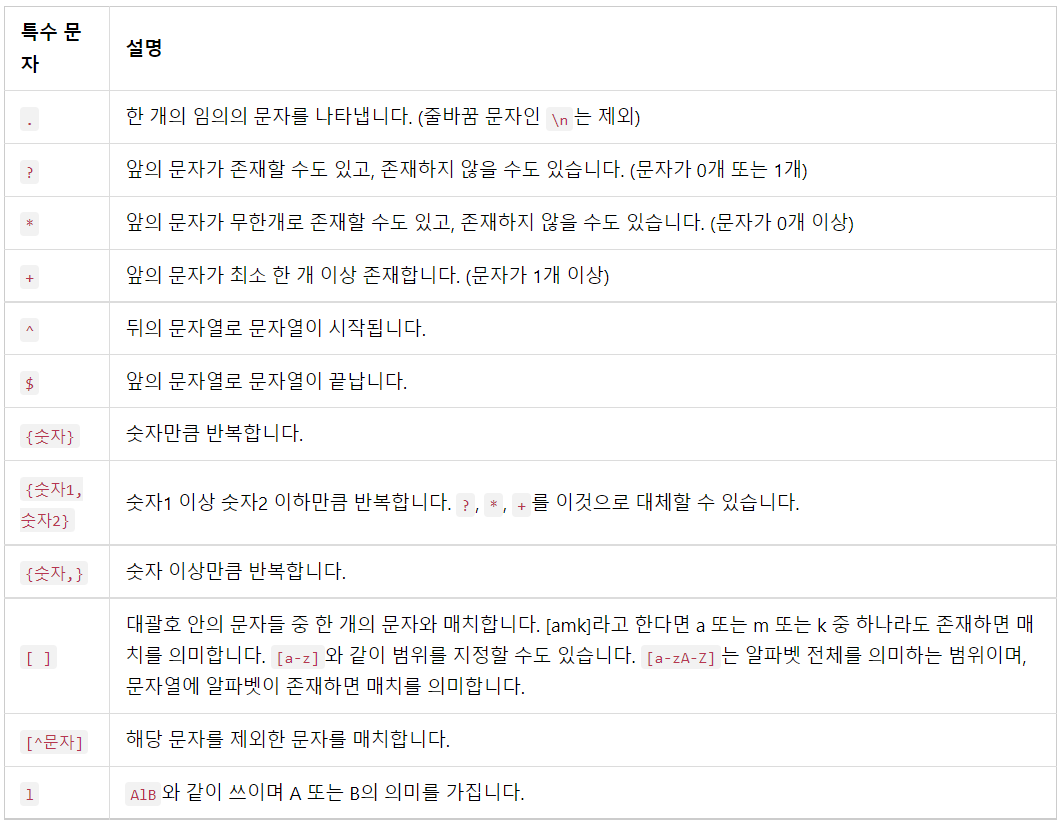 특수 문
자
설명
.
한 개의 임의의 문자를 나타냅니다. (줄바꿈 문자인 \n는 제외)
?
앞의 문자가 존재할 수도 있고, 존재하지 않을 수도 있습니다. (문자가 0개 또는 1개)
*
앞의 문자가 무한개로 존재할 수도 있고, 존재하지 않을 수도 있습니다. (문자가 0개 이상)
+
앞의 문자가 최소 한 개 이상 존재합니다. (문자가 1개 이상)
^
뒤의 문자열로 문자열이 시작됩니다.
$
앞의 문자열로 문자열이 끝납니다.
{숫자}
숫자만큼 반복합니다.
{숫자1,
숫자2}
숫자1 이상 숫자2 이하만큼 반복합니다. ?, *, +를 이것으로 대체할 수 있습니다.
{숫자,}
숫자 이상만큼 반복합니다.
[ ]
대괄호 안의 문자들 중 한 개의 문자와 매치합니다. [amk]라고 한다면 a 또는 m 또는 k 중 하나라도 존재하면 매
치를 의미합니다. [a-z]와 같이 범위를 지정할 수도 있습니다. [a-zA-Z]는 알파벳 전체를 의미하는 범위이며,
문자열에 알파벳이 존재하면 매치를 의미합니다.
[^문자]
해당 문자를 제외한 문자를 매치합니다.
l
AlB와 같이 쓰이며 A 또는 B의 의미를 가집니다.